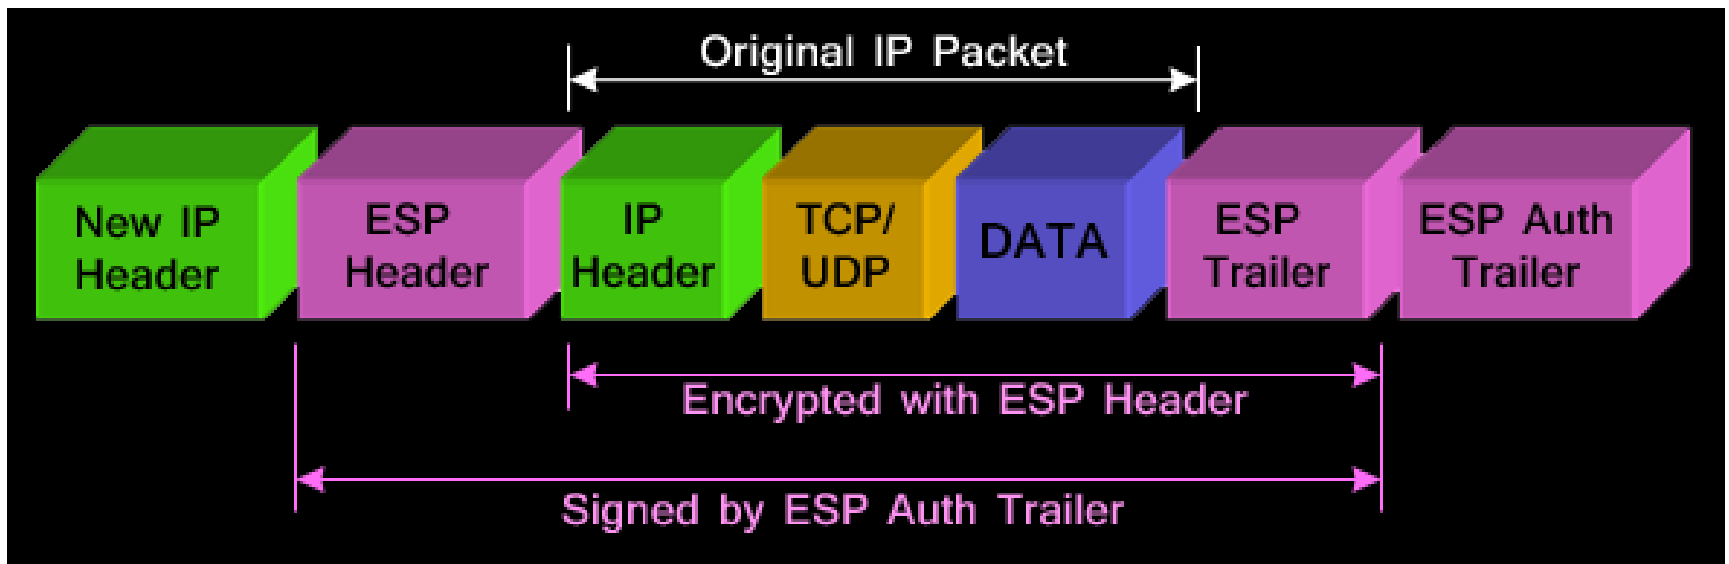 Original IP Packet
New IP
Header
ESP
Header
IP
Header
TCP/
UDP
DATA
ESP
Trailer
ESP Auth
Trailer
Encrypted with ESP Header
Signed by ESP Auth Trailer